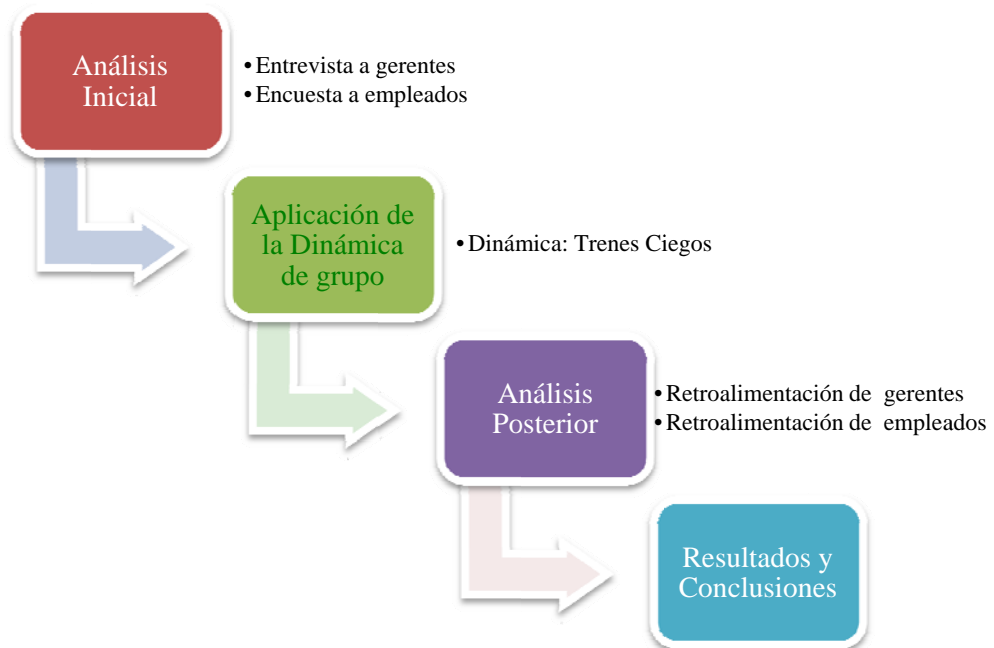 Análisis
Inicial
• Entrevista a gerentes
• Encuesta a empleados
Aplicación de
la Dinámica
de grupo
• Dinámica: Trenes Ciegos
Análisis
Posterior
• Retroalimentación de gerentes
• Retroalimentación de empleados
Resultados y
Conclusiones